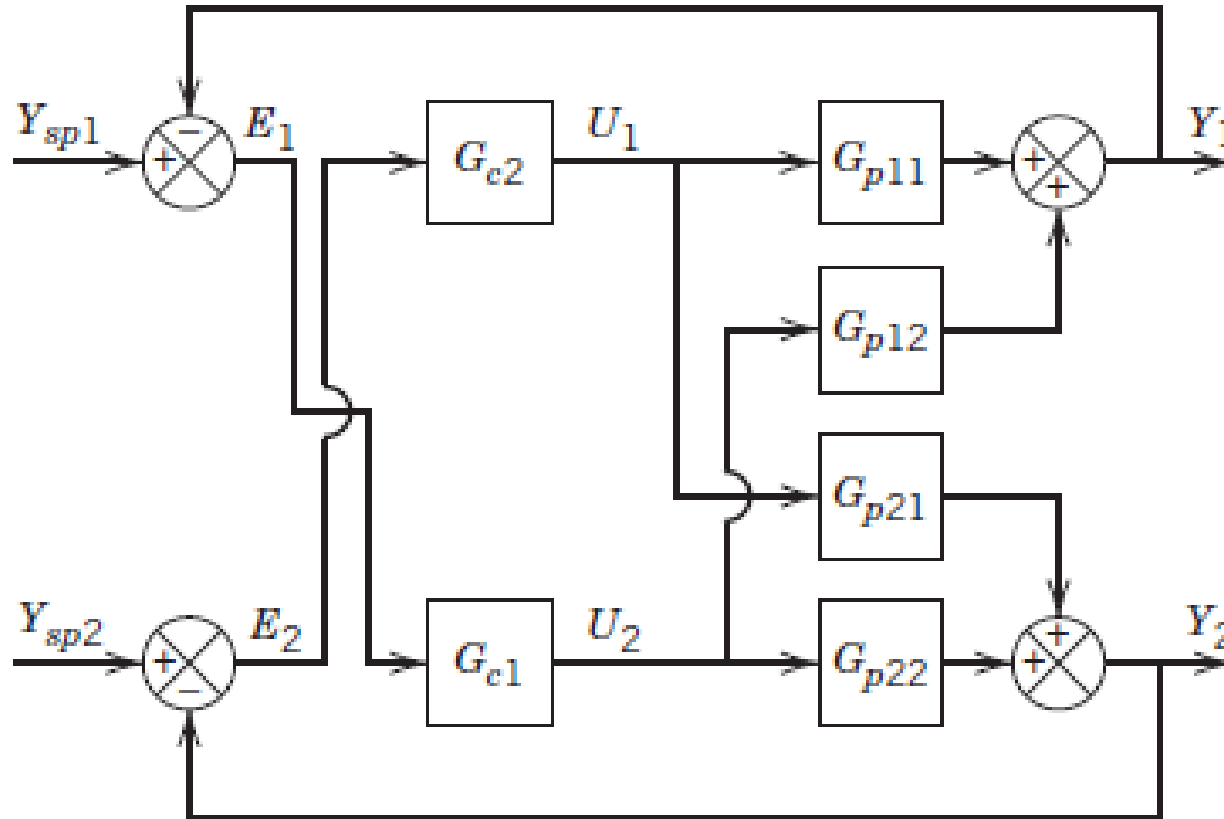 Y_sp1
−
+
E_1
G_c2
U_1
G_p11
+
+
Y_1
G_p12
G_p21
Y_sp2
+
−
E_2
G_c1
U_2
G_p22
+
+
Y_2